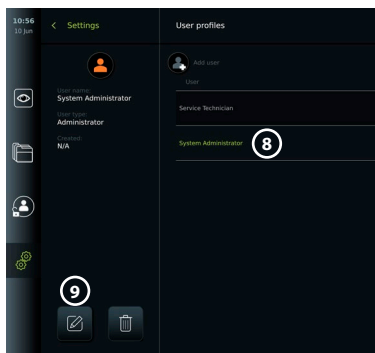 10:56
10 Jun
Settings
User profiles
Add user
User
User name:
System Administrator
User type:
Administrator
Created:
N/A
Service Technician
System Administrator
8
9